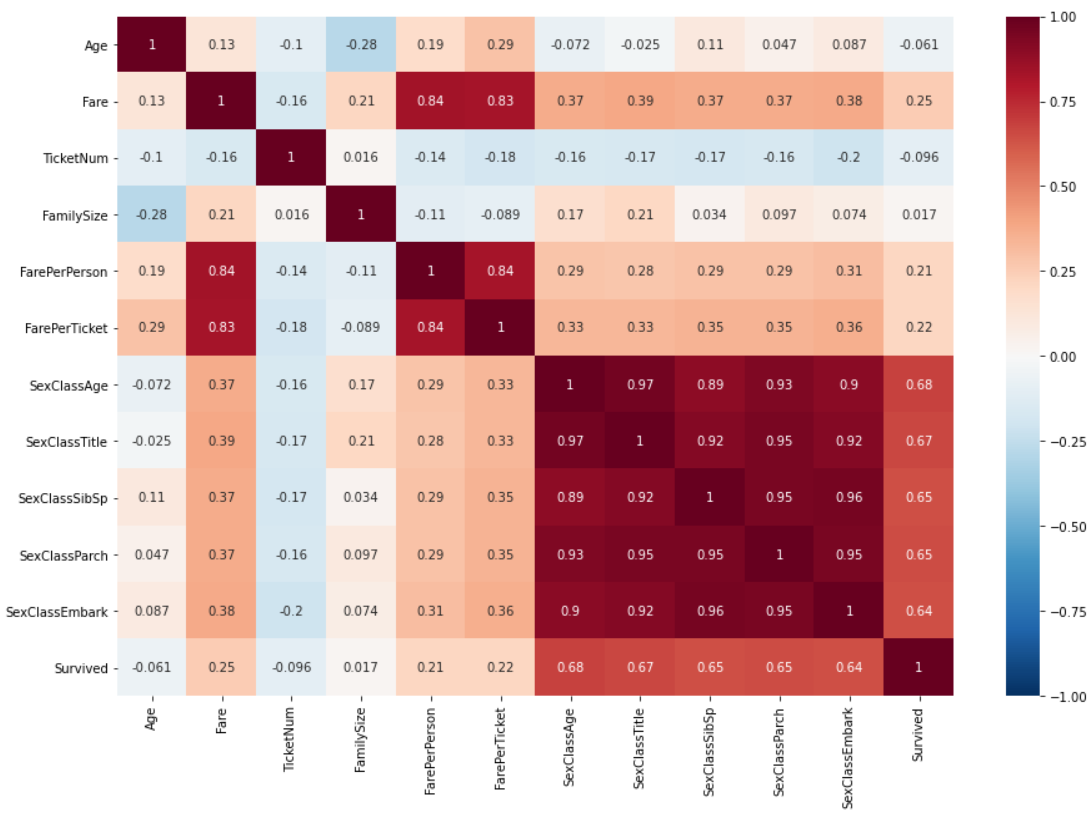 Age 1 0.13 -0.1 -0.28 0.19 0.29 -0.072 -0.025 0.11 0.047 0.087 -0.061
Fare 0.13 1 -0.16 0.21 0.84 0.83 0.37 0.39 0.37 0.37 0.38 0.25
TicketNum -0.1 -0.16 1 0.016 -0.14 -0.18 -0.16 -0.17 -0.17 -0.16 -0.2 -0.096
FamilySize -0.28 0.21 0.016 1 -0.11 -0.089 0.17 0.21 0.034 0.097 0.074 0.017
FarePerPerson 0.19 0.84 -0.14 -0.11 1 0.84 0.29 0.28 0.29 0.29 0.31 0.21
FarePerTicket 0.29 0.83 -0.18 -0.089 0.84 1 0.33 0.33 0.35 0.35 0.36 0.22
SexClassAge -0.072 0.37 -0.16 0.17 0.29 0.33 1 0.97 0.89 0.93 0.9 0.68
SexClassTitle -0.025 0.39 -0.17 0.21 0.28 0.33 0.97 1 0.92 0.95 0.92 0.67
SexClassSibSp 0.11 0.37 -0.17 0.034 0.29 0.35 0.89 0.92 1 0.95 0.96 0.65
SexClassParch 0.047 0.37 -0.16 0.097 0.29 0.35 0.93 0.95 0.95 1 0.95 0.65
SexClassEmbark 0.087 0.38 -0.2 0.074 0.31 0.36 0.9 0.92 0.96 0.95 1 0.64
Survived -0.061 0.25 -0.096 0.017 0.21 0.22 0.68 0.67 0.65 0.65 0.64 1
Age
Fare
TicketNum
FamilySize
FarePerPerson
FarePerTicket
SexClassAge
SexClassTitle
SexClassSibSp
SexClassParch
SexClassEmbark
Survived
1.00
0.75
0.50
0.25
0.00
−0.25
−0.50
−0.75
−1.00